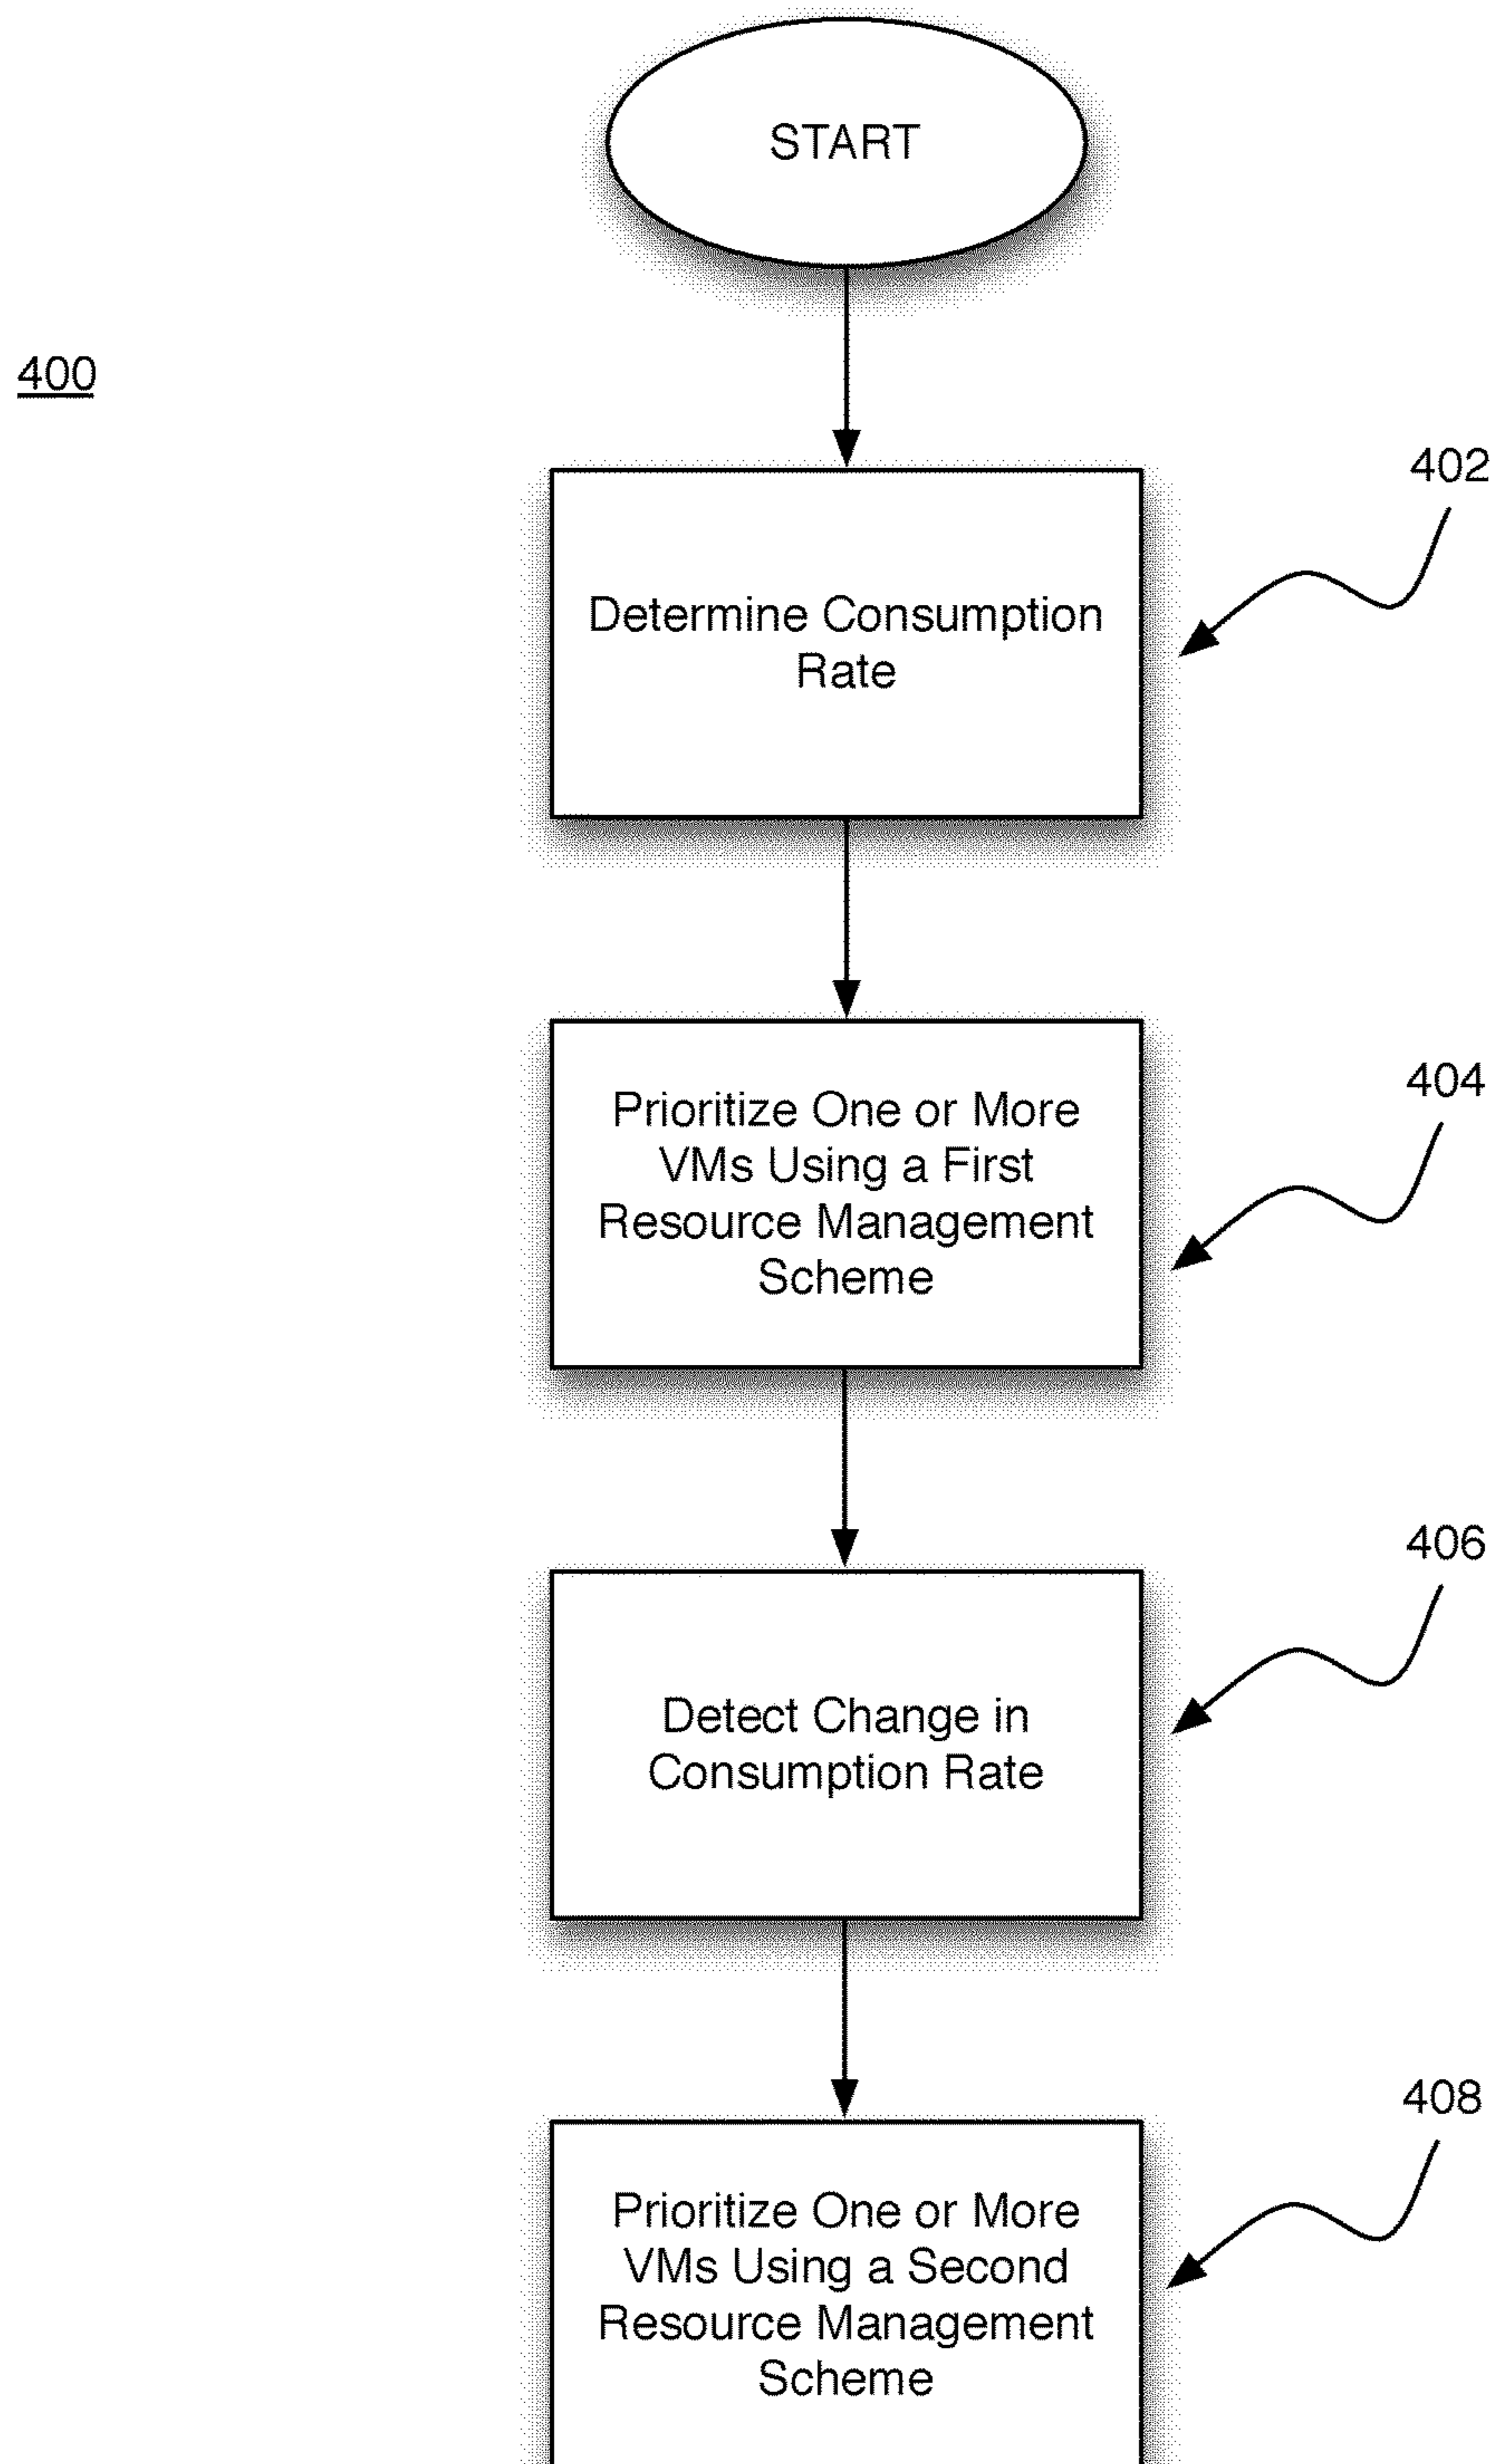 START
400
402
Determine Consumption
Rate
404
Prioritize One or More
VMs Using a First
Resource Management
Scheme
406
Detect Change in
Consumption Rate
408
Prioritize One or More
VMs Using a Second
Resource Management
Scheme